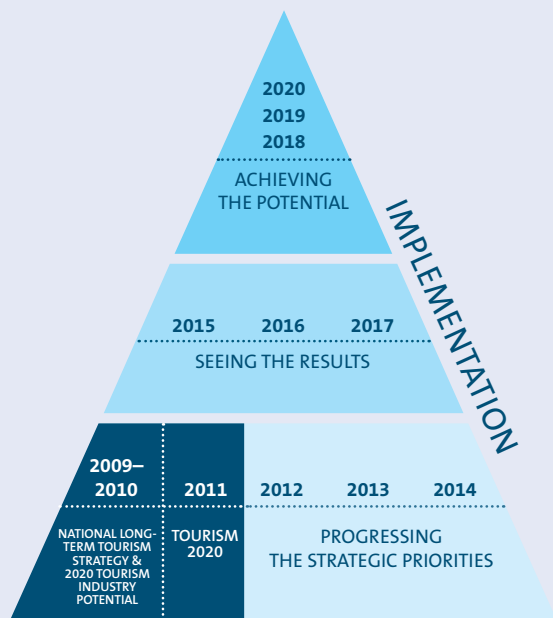 2020
2019
2018
ACHIEVING
THE POTENTIAL
IMPLEMENTATION
2015 2016 2017
SEEING THE RESULTS
2009–
2010
2011
2012 2013 2014
NATIONAL LONG-
TERM TOURISM
STRATEGY &
2020 TOURISM
INDUSTRY
POTENTIAL
TOURISM
2020
PROGRESSING
THE STRATEGIC PRIORITIES